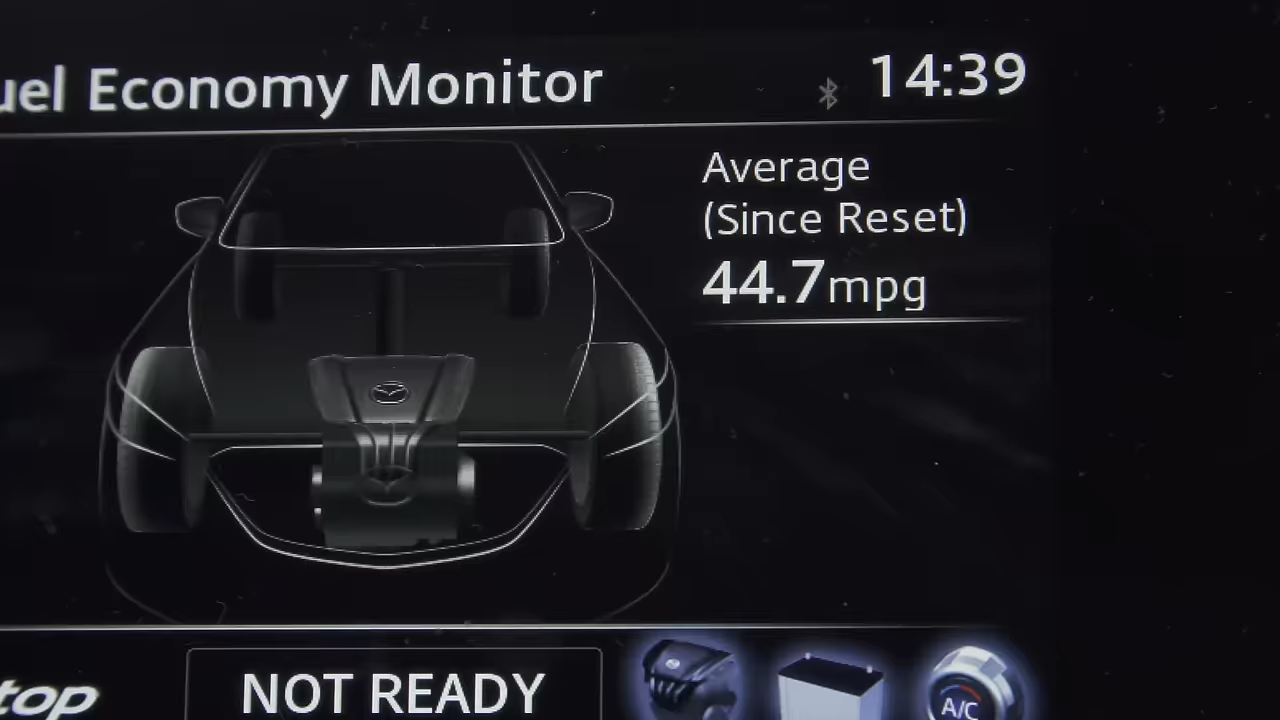 uel Economy Monitor
14:39
Average
(Since Reset)
44.7mpg
top
NOT READY
A/C